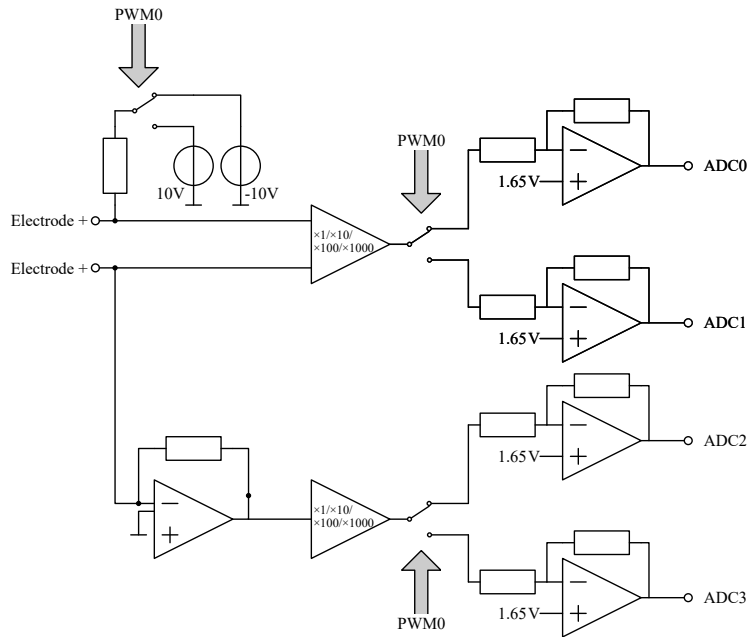 PWM0
PWM0
10V
-10V
Electrode +
Electrode +
×1/×10/
×100/×1000
1.65V
ADC0
1.65V
ADC1
1.65V
ADC2
×1/×10/
×100/×1000
1.65V
ADC3
PWM0